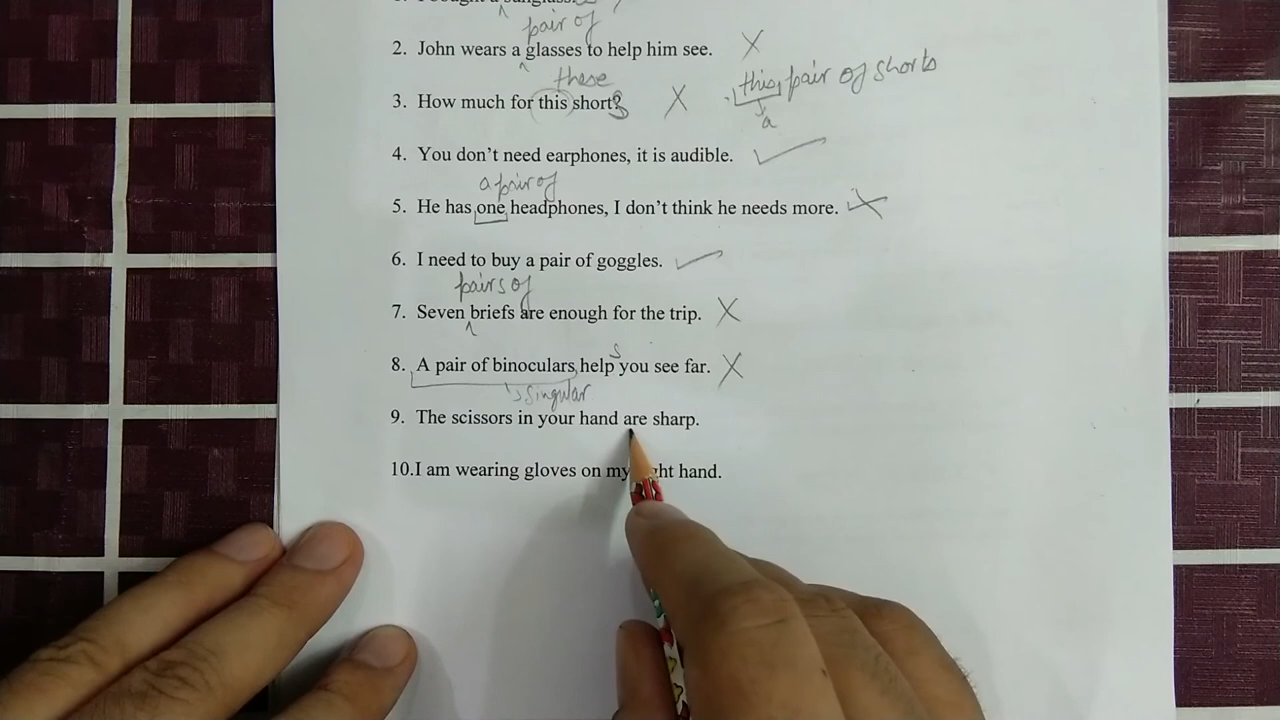 pair of
2. John wears a glasses to help him see. X
these
this, pair of shorts
3. How much for this short? X
a
4. You don't need earphones, it is audible.
a pair of
5. He has one headphones, I don't think he needs more.
6. I need to buy a pair of goggles.
pairs of
7. Seven briefs are enough for the trip. X
s
8. A pair of binoculars help you see far. X
singular
9. The scissors in your hand are sharp.
10.I am wearing gloves on my hand.